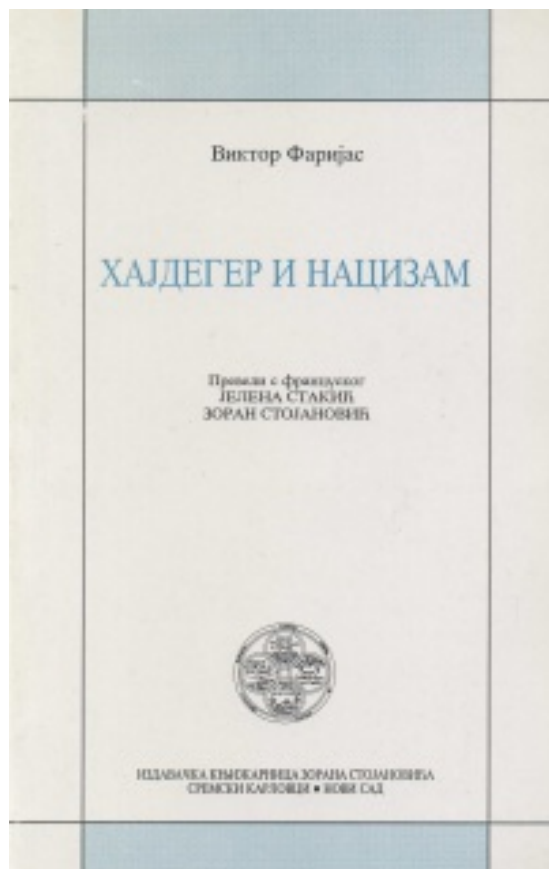 Виктор Фаријас
ХАЈДЕГЕР И НАЦИЗАМ
Превели с француског
ЈЕЛЕНА СТАКИЋ
ЗОРАН СТОЈАНОВИЋ
ИЗДАВАЧКА КЊИЖАРНИЦА ЗОРАНА СТОЈАНОВИЋА
СРЕМСКИ КАРЛОВЦИ • НОВИ САД